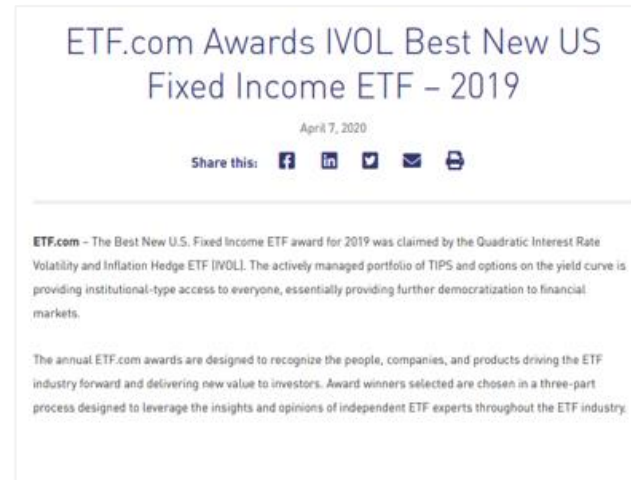 ETF.com Awards IVOL Best New US
Fixed Income ETF – 2019
April 7, 2020
Share this:
ETF.com – The Best New U.S. Fixed Income ETF award for 2019 was claimed by the Quadratic Interest Rate
Volatility and Inflation Hedge ETF (IVOL). The actively managed portfolio of TIPS and options on the yield curve is
providing institutional-type access to everyone, essentially providing further democratization to financial
markets.
The annual ETF.com awards are designed to recognize the people, companies, and products driving the ETF
industry forward and delivering new value to investors. Award winners selected are chosen in a three-part
process designed to leverage the insights and opinions of independent ETF experts throughout the ETF industry.